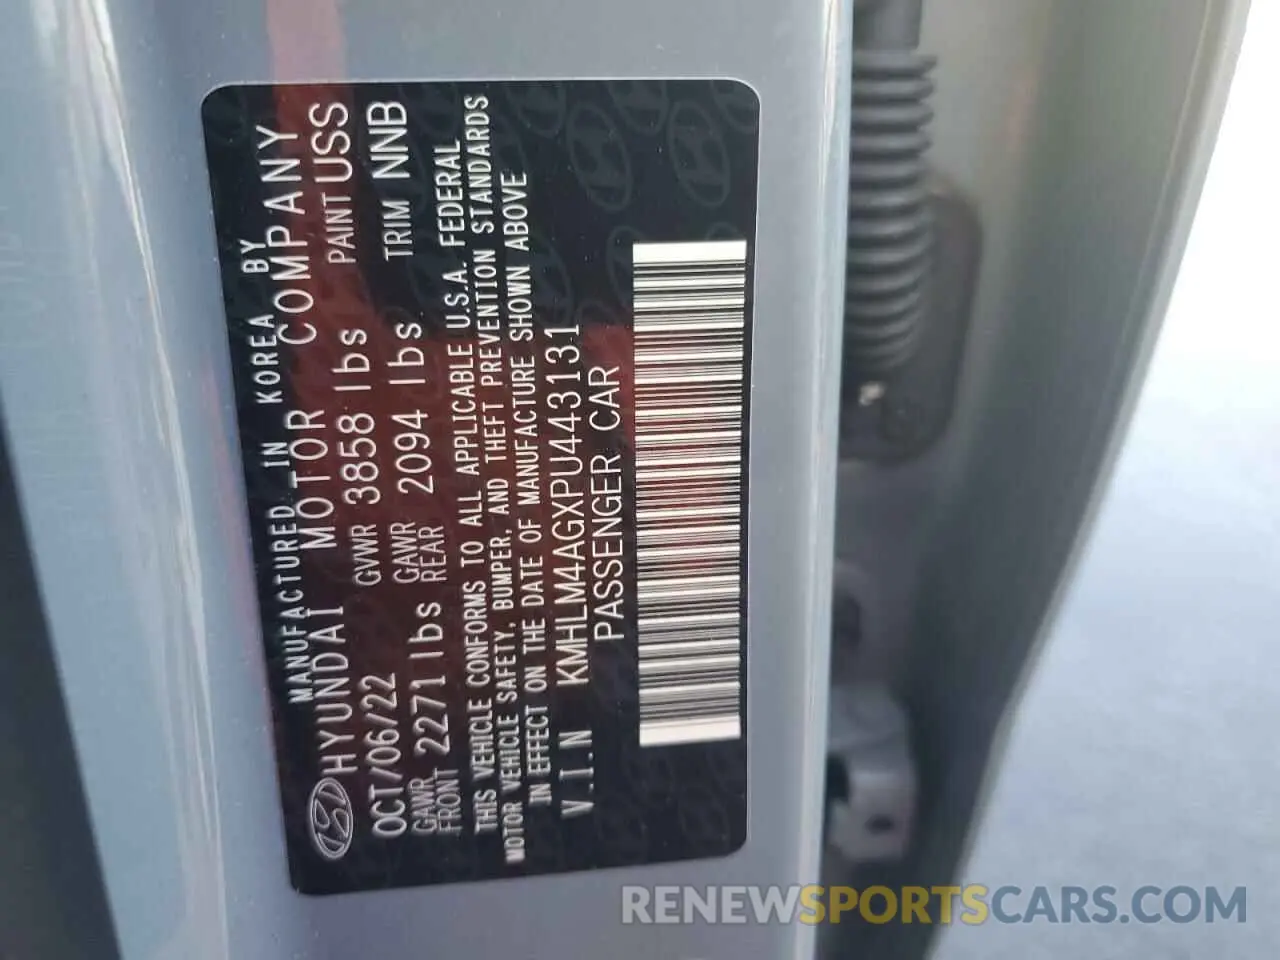 MANUFACTURED IN KOREA BY
HYUNDAI MOTOR COMPANY
OCT/06/22 GVWR 3858 lbs PAINT USS
GAWR FRONT 2271 lbs GAWR REAR 2094 lbs TRIM NNB
THIS VEHICLE CONFORMS TO ALL APPLICABLE U.S.A. FEDERAL
MOTOR VEHICLE SAFETY, BUMPER, AND THEFT PREVENTION STANDARDS
IN EFFECT ON THE DATE OF MANUFACTURE SHOWN ABOVE
V.I.N KMHLM4AGXPU443131
PASSENGER CAR
RENEWSPORTSCARS.COM